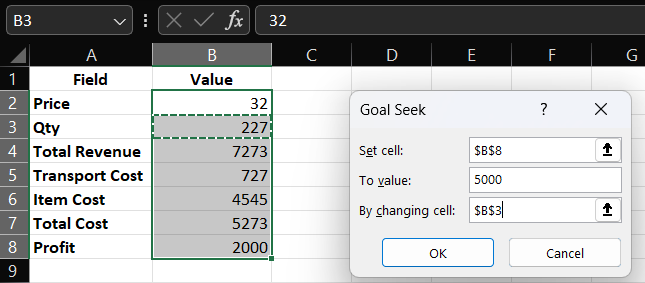 B3 fx 32
A B C D E F G
1 Field Value
2 Price 32
3 Qty 227
4 Total Revenue 7273
5 Transport Cost 727
6 Item Cost 4545
7 Total Cost 5273
8 Profit 2000
9
Goal Seek ?
Set cell: $B$8
To value: 5000
By changing cell: $B$3
OK Cancel